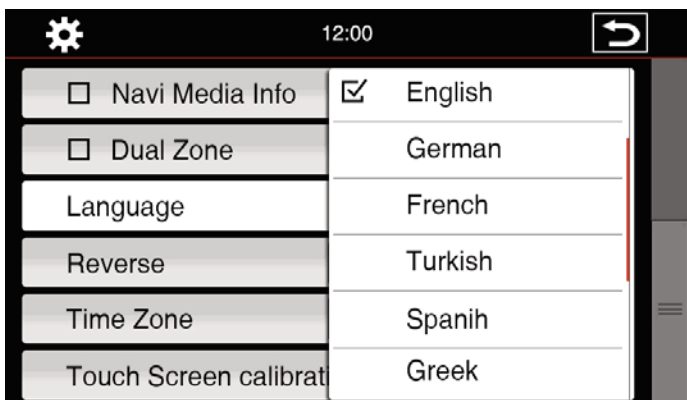 12:00
Navi Media Info
Dual Zone
Language
Reverse
Time Zone
Touch Screen calibrati
English
German
French
Turkish
Spanih
Greek